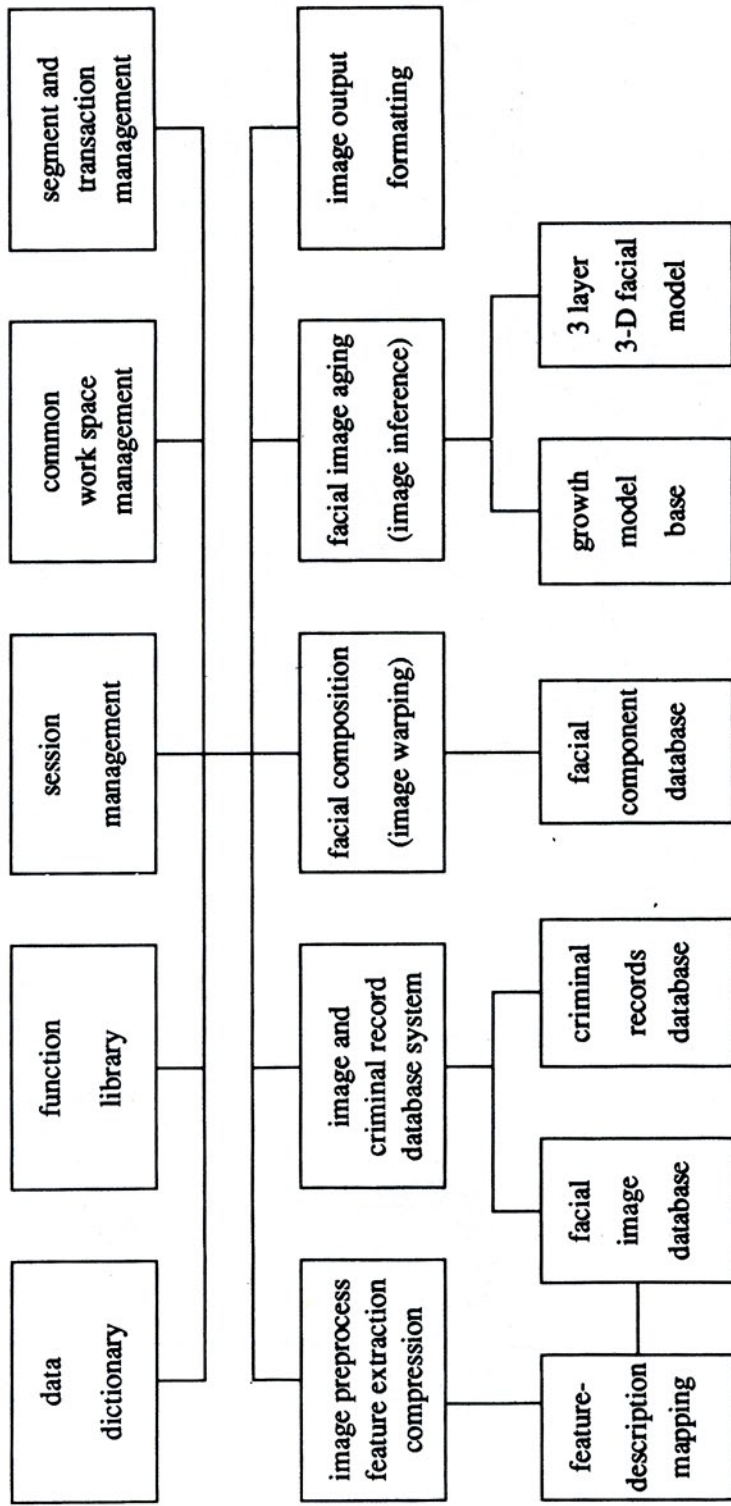 data
dictionary
function
library
session
management
common
work space
management
segment and
transaction
management
image preprocess
feature extraction
compression
image and
criminal record
database system
facial composition
(image warping)
facial image aging
(image inference)
image output
formatting
feature-
description
mapping
facial
image
database
criminal
records
database
facial
component
database
growth
model
base
3 layer
3-D facial
model